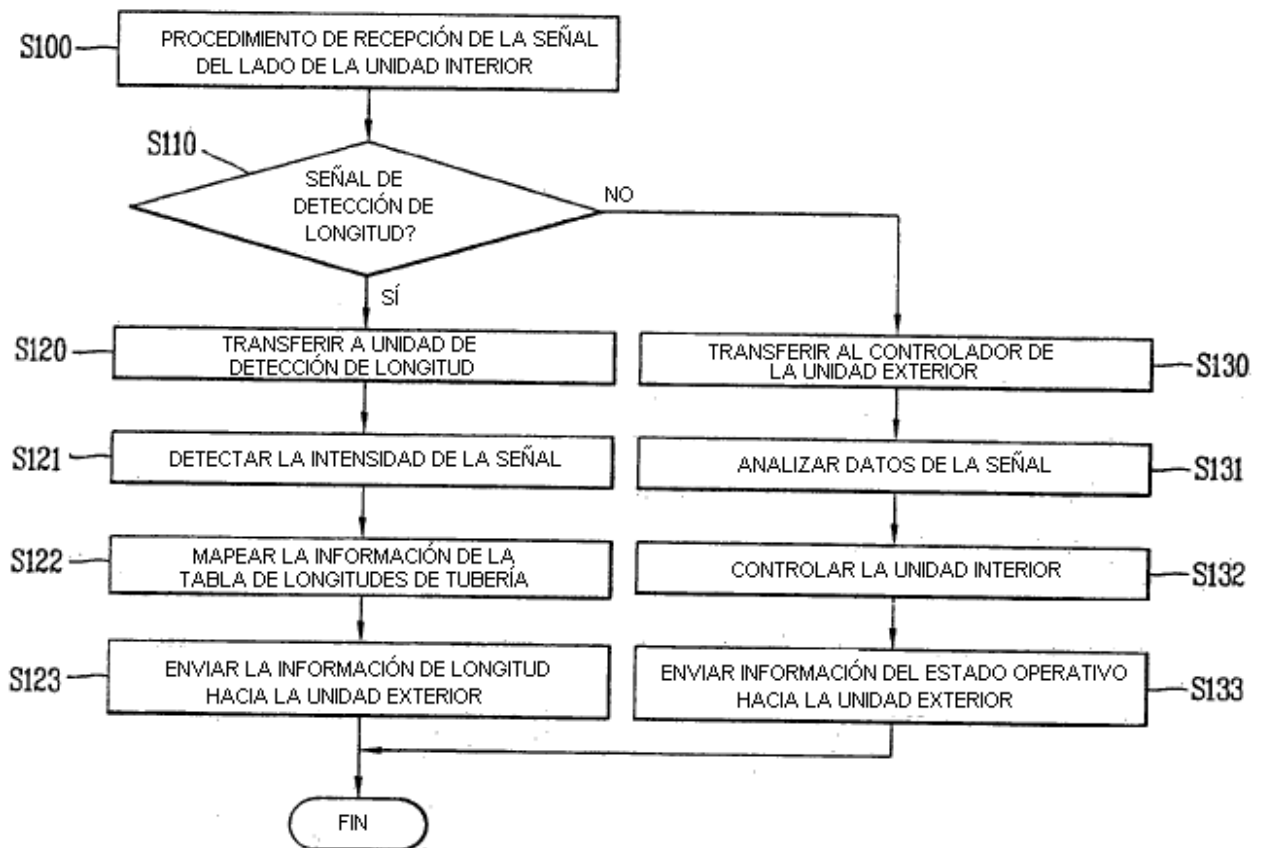 S100
PROCEDIMIENTO DE RECEPCIÓN DE LA SEÑAL
DEL LADO DE LA UNIDAD INTERIOR
S110
SEÑAL DE
DETECCIÓN DE
LONGITUD?
NO
SÍ
S120
TRANSFERIR A UNIDAD DE
DETECCIÓN DE LONGITUD
TRANSFERIR AL CONTROLADOR DE
LA UNIDAD EXTERIOR
S130
S121
DETECTAR LA INTENSIDAD DE LA SEÑAL
ANALIZAR DATOS DE LA SEÑAL
S131
S122
MAPEAR LA INFORMACIÓN DE LA
TABLA DE LONGITUDES DE TUBERÍA
CONTROLAR LA UNIDAD INTERIOR
S132
S123
ENVIAR LA INFORMACIÓN DE LONGITUD
HACIA LA UNIDAD EXTERIOR
ENVIAR INFORMACIÓN DEL ESTADO OPERATIVO
HACIA LA UNIDAD EXTERIOR
S133
FIN